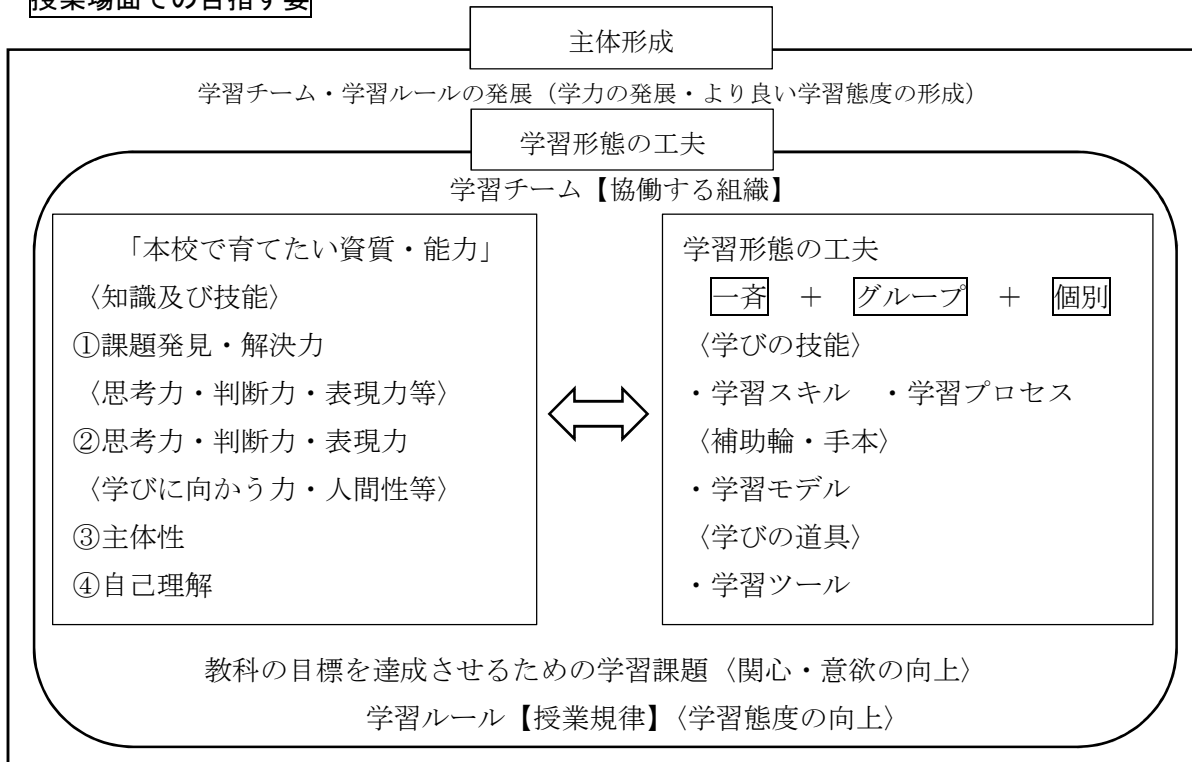 授業場面での目指す姿
主体形成
学習チーム・学習ルールの発展（学力の発展・より良い学習態度の形成）
学習形態の工夫
学習チーム【協働する組織】
「本校で育てたい資質・能力」
〈知識及び技能〉
①課題発見・解決力
〈思考力・判断力・表現力等〉
②思考力・判断力・表現力
〈学びに向かう力・人間性等〉
③主体性
④自己理解
学習形態の工夫
一斉 ＋ グループ ＋ 個別
〈学びの技能〉
・学習スキル ・学習プロセス
〈補助輪・手本〉
・学習モデル
〈学びの道具〉
・学習ツール
教科の目標を達成させるための学習課題〈関心・意欲の向上〉
学習ルール【授業規律】〈学習態度の向上〉